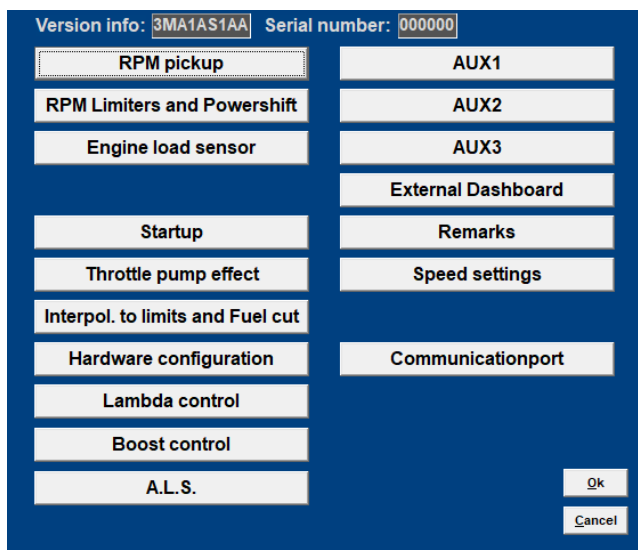 Version info: 3MA1AS1AA Serial number: 000000
RPM pickup
RPM Limiters and Powershift
Engine load sensor
Startup
Throttle pump effect
Interpol. to limits and Fuel cut
Hardware configuration
Lambda control
Boost control
A.L.S.
AUX1
AUX2
AUX3
External Dashboard
Remarks
Speed settings
Communicationport
Ok
Cancel